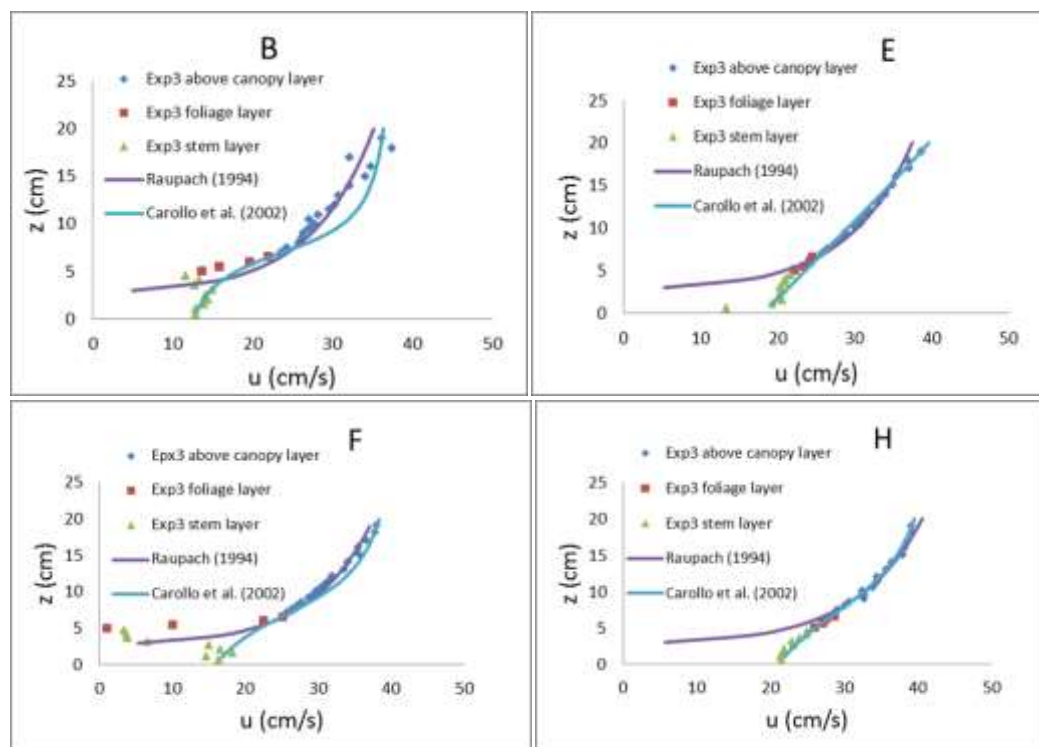 B
25
Exp3 above canopy layer
20
Exp3 foliage layer
Exp3 stem layer
15
Raupach (1994)
10
Carollo et al. (2002)
5
0
z (cm)
0 10 20 30 40 50
u (cm/s)
E
Exp3 above canopy layer
25
Exp3 foliage layer
20
Exp3 stem layer
15
Raupach (1994)
10
Carollo et al. (2002)
5
0
z (cm)
0 10 20 30 40 50
u (cm/s)
F
Epx3 above canopy layer
25
Exp3 foliage layer
20
Exp3 stem layer
15
Raupach (1994)
10
Carollo et al. (2002)
5
0
z (cm)
0 10 20 30 40 50
u (cm/s)
H
Exp3 above canopy layer
25
Exp3 foliage layer
20
Exp3 stem layer
15
Raupach (1994)
10
Carollo et al. (2002)
5
0
z (cm)
0 10 20 30 40 50
u (cm/s)